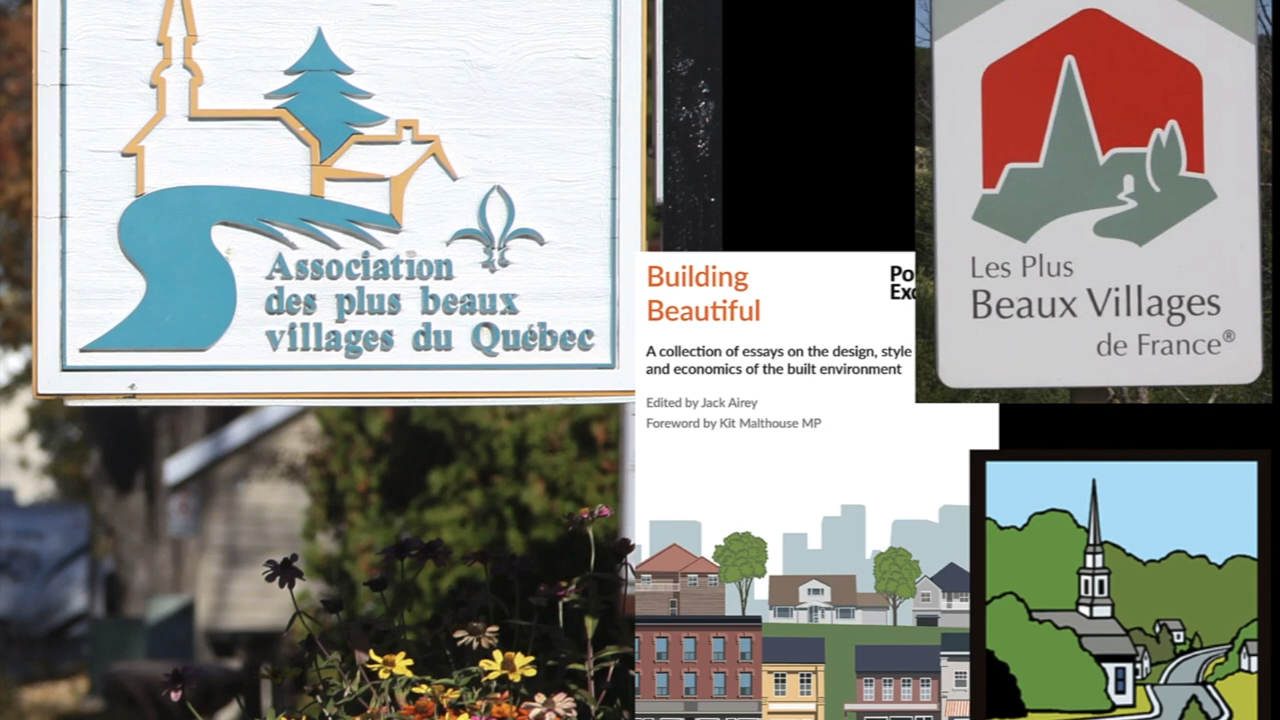 Association
des plus beaux
villages du Québec
Building
Beautiful
A collection of essays on the design, style
and economics of the built environment
Edited by Jack Airey
Foreword by Kit Malthouse MP
Les Plus
Beaux Villages
de France®